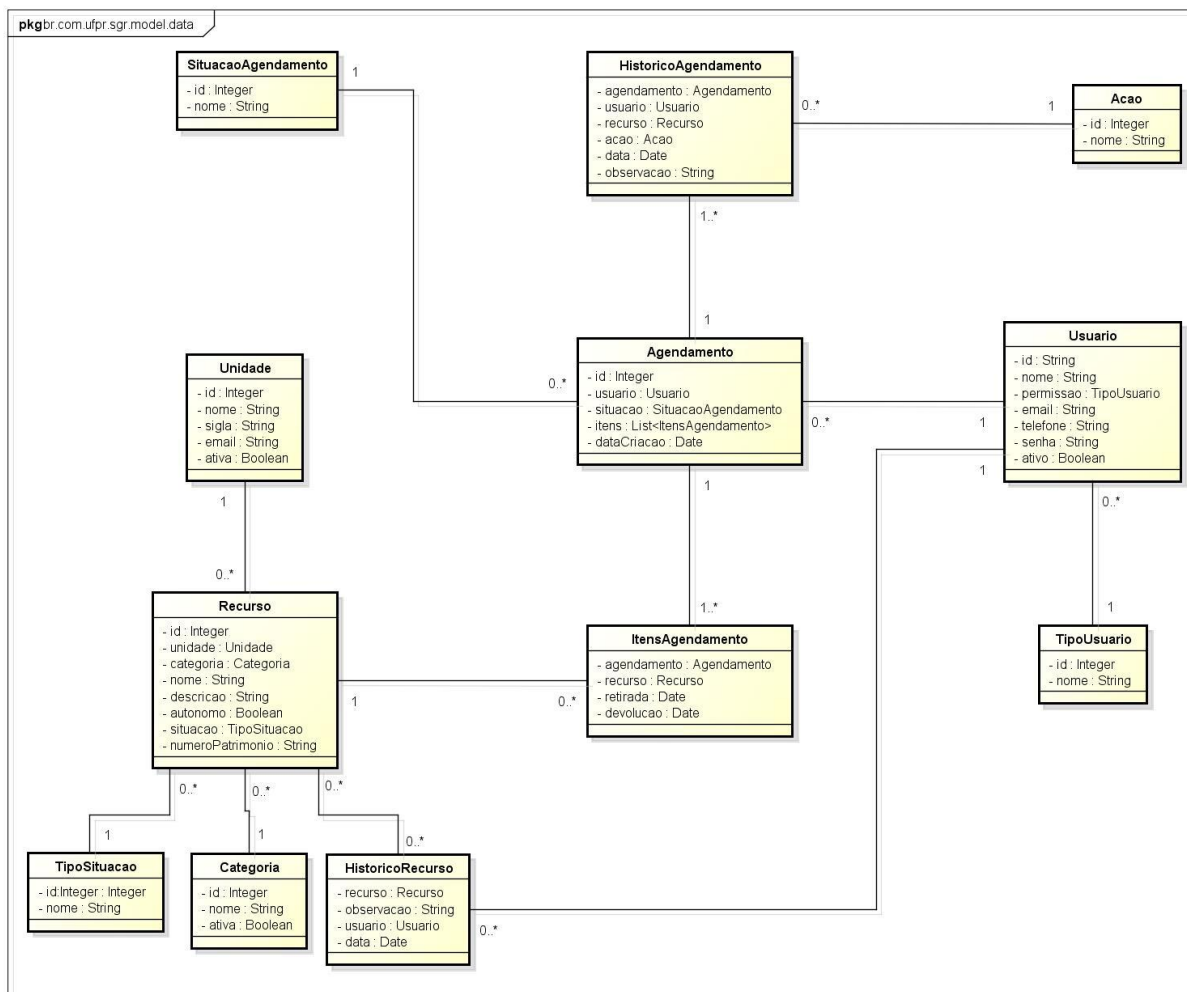 pkg br.com.ufpr.sgr.model.data
SituacaoAgendamento
- id : Integer
- nome : String
1
HistoricoAgendamento
- agendamento : Agendamento
- usuario : Usuario
- recurso : Recurso
- acao : Acao
- data : Date
- observacao : String
0..*
1
Acao
- id : Integer
- nome : String
1..*
1
Unidade
- id : Integer
- nome : String
- sigla : String
- email : String
- ativa : Boolean
0..*
Agendamento
- id : Integer
- usuario : Usuario
- situacao : SituacaoAgendamento
- itens : List<ItensAgendamento>
- dataCriacao : Date
0..*
1
Usuario
- id : String
- nome : String
- permissao : TipoUsuario
- email : String
- telefone : String
- senha : String
- ativo : Boolean
1
1
1
0..*
0..*
1..*
1
Recurso
- id : Integer
- unidade : Unidade
- categoria : Categoria
- nome : String
- descricao : String
- autonomo : Boolean
- situacao : TipoSituacao
- numeroPatrimonio : String
1
0..*
ItensAgendamento
- agendamento : Agendamento
- recurso : Recurso
- retirada : Date
- devolucao : Date
TipoUsuario
- id : Integer
- nome : String
0..*
0..*
0..*
1
1
0..*
TipoSituacao
- id:Integer : Integer
- nome : String
Categoria
- id : Integer
- nome : String
- ativa : Boolean
HistoricoRecurso
- recurso : Recurso
- observacao : String
- usuario : Usuario
- data : Date
0..*